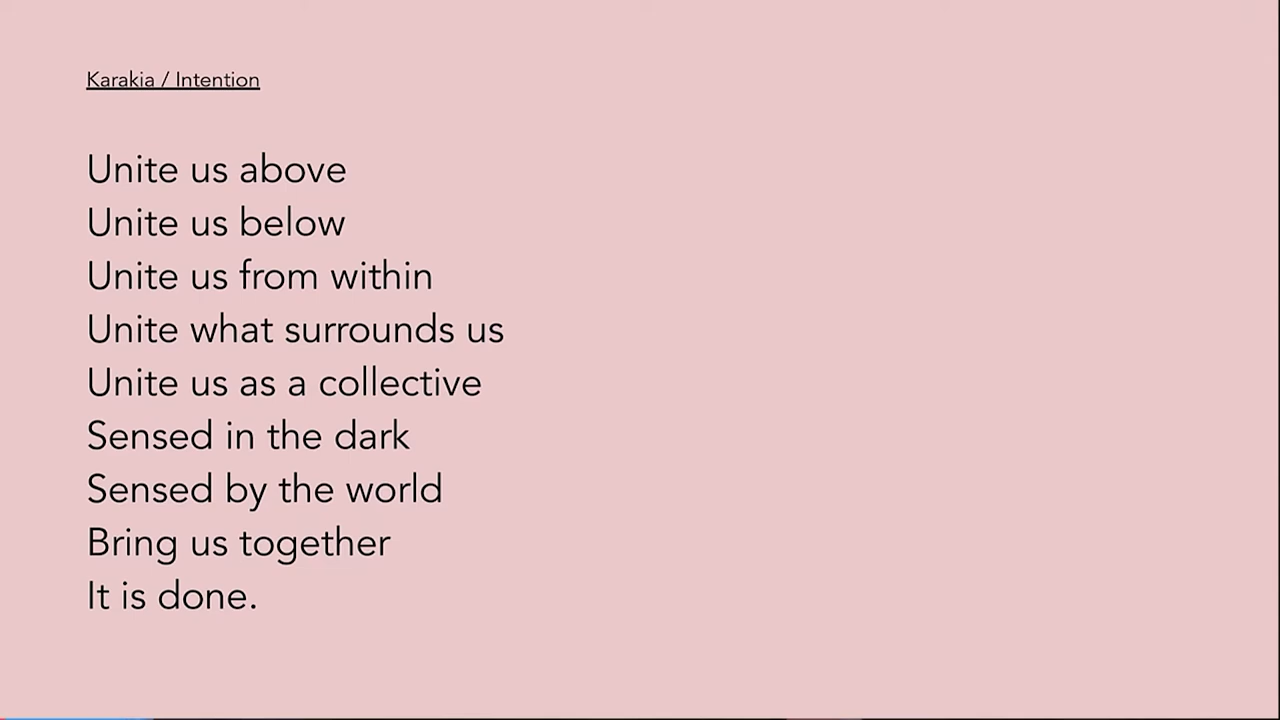 Karakia / Intention
Unite us above
Unite us below
Unite us from within
Unite what surrounds us
Unite us as a collective
Sensed in the dark
Sensed by the world
Bring us together
It is done.